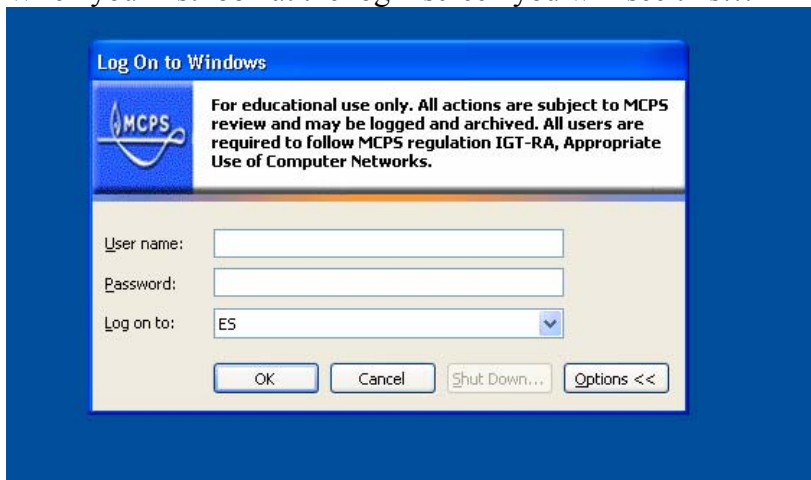 Log On to Windows
MCPS
For educational use only. All actions are subject to MCPS
review and may be logged and archived. All users are
required to follow MCPS regulation IGT-RA, Appropriate
Use of Computer Networks.
User name:
Password:
Log on to:
ES
OK
Cancel
Shut Down...
Options <<